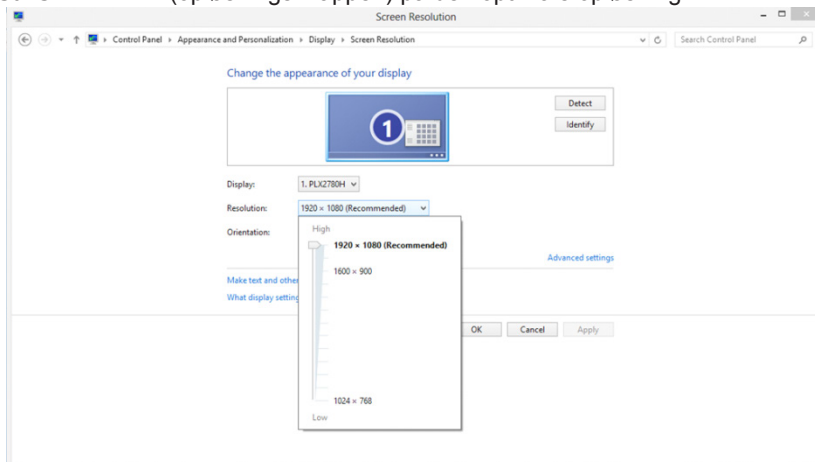 Screen Resolution
Control Panel › Appearance and Personalization › Display › Screen Resolution
Search Control Panel
Change the appearance of your display
1
Detect
Identify
Display:
1. PLX2780H
Resolution:
1920 × 1080 (Recommended)
Orientation:
High
1920 × 1080 (Recommended)
Advanced settings
1600 × 900
Make text and other
What display setting
OK
Cancel
Apply
1024 × 768
Low